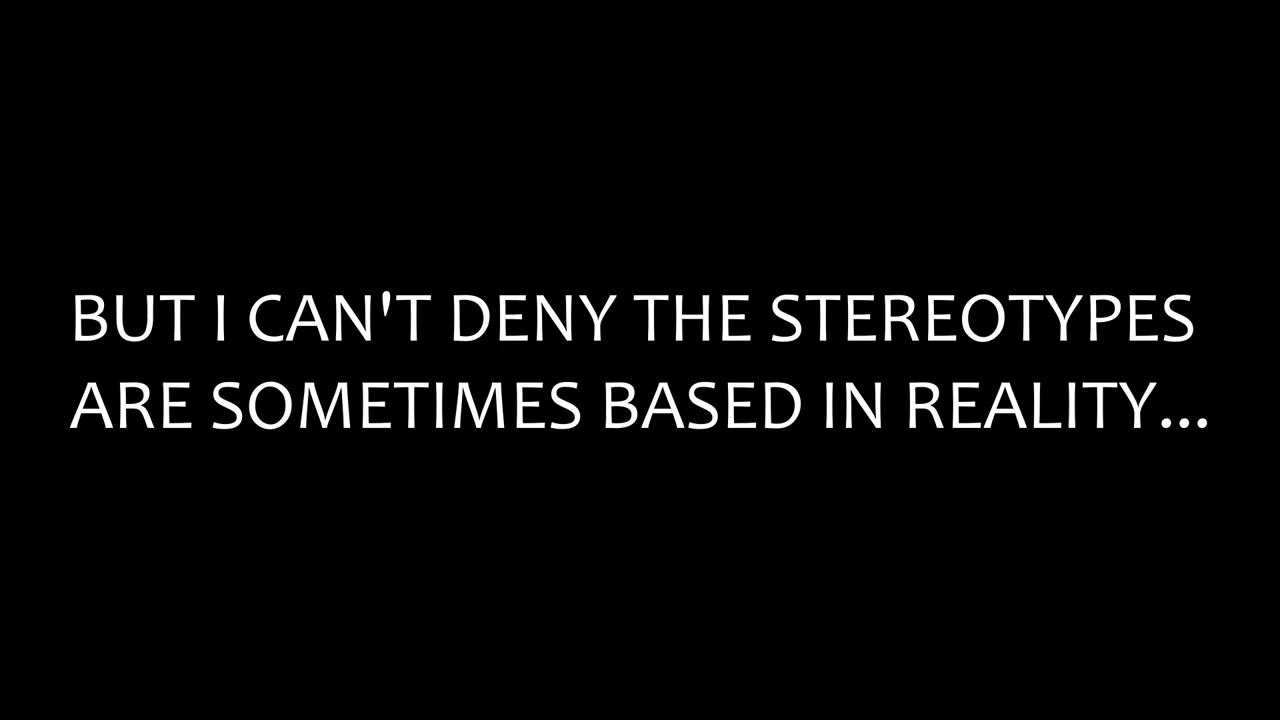 BUT I CAN'T DENY THE STEREOTYPES
ARE SOMETIMES BASED IN REALITY...